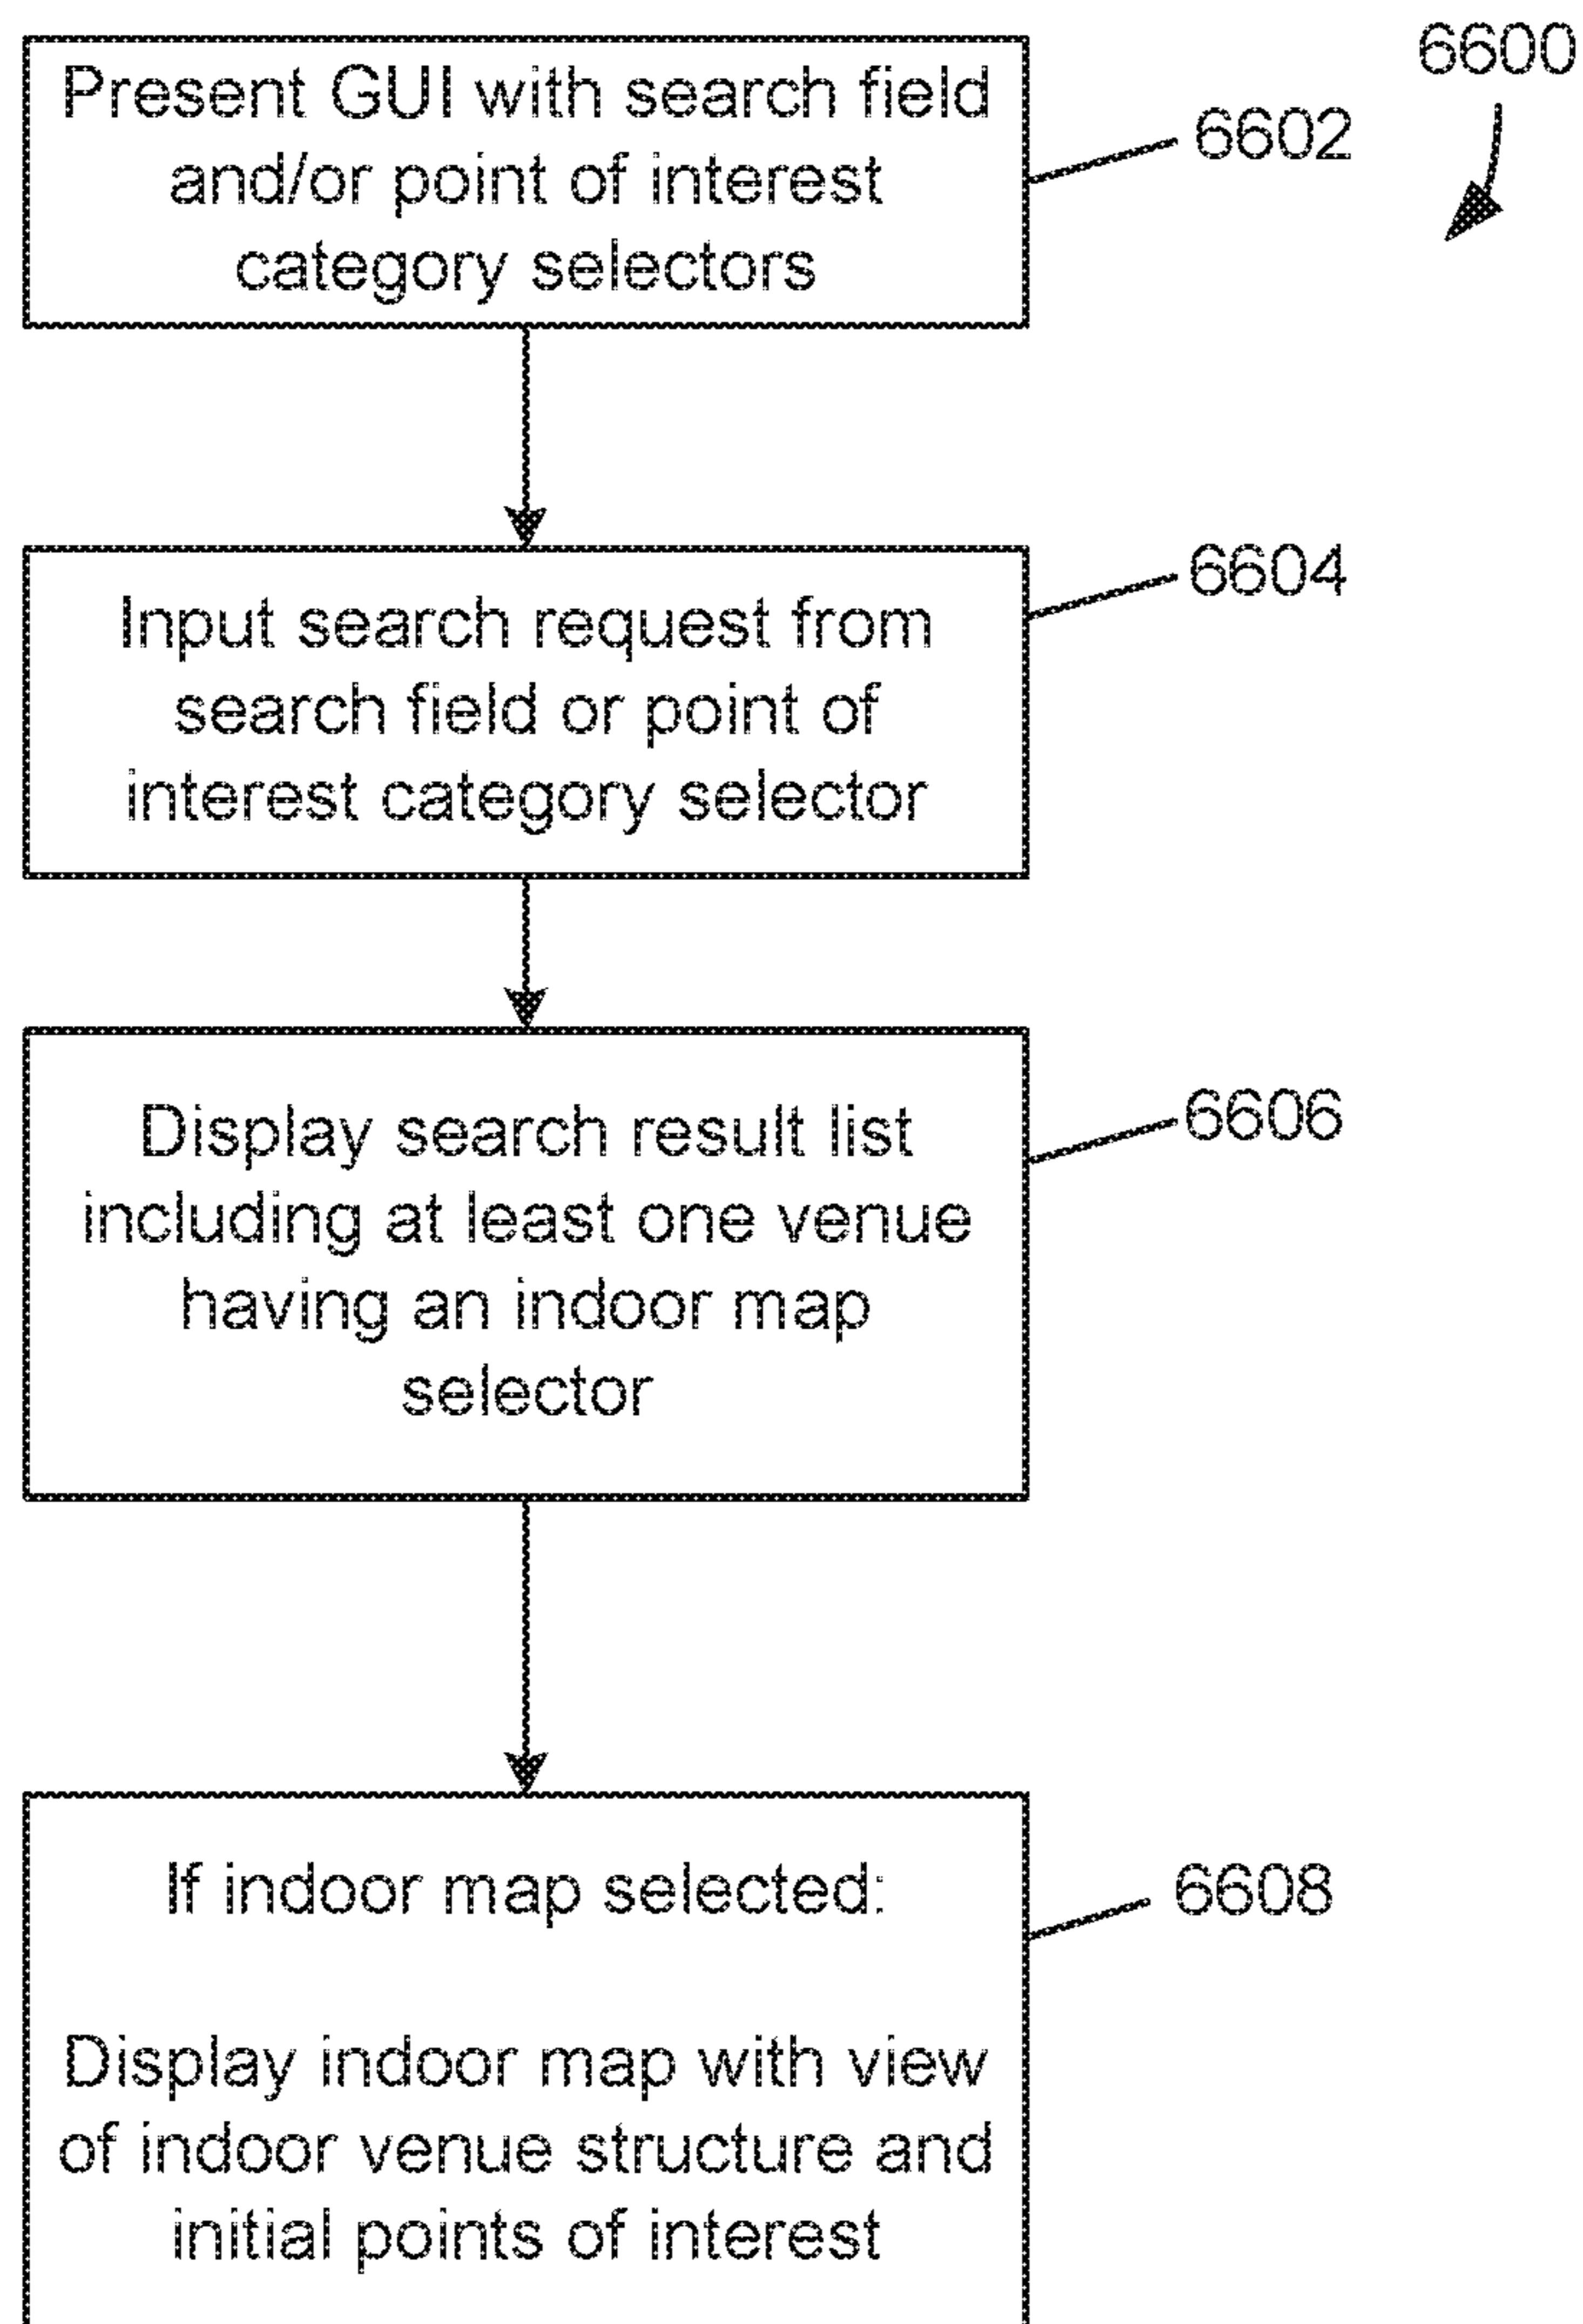 6600
Present GUI with search field
and/or point of interest
category selectors
6602
Input search request from
search field or point of
interest category selector
6604
Display search result list
including at least one venue
having an indoor map
selector
6606
If indoor map selected:
Display indoor map with view
of indoor venue structure and
initial points of interest
6608